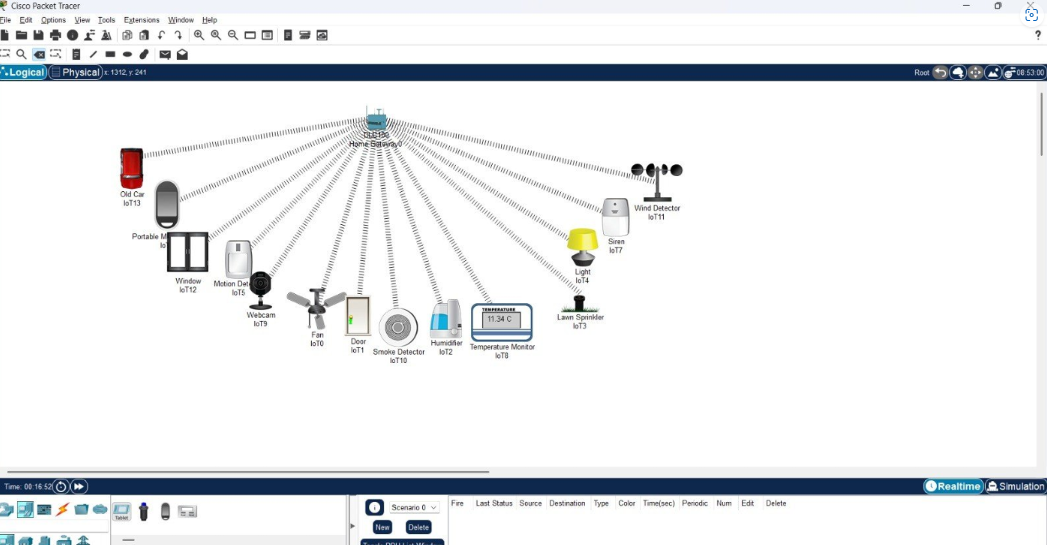 Cisco Packet Tracer
File Edit Options View Tools Extensions Window Help
?
Logical Physical x: 1312, y: 241
Root 08:53:00
Home Gateway0
Old Car
IoT13
Portable M
Window
IoT12
Motion Det
IoT5
Webcam
IoT9
Fan
IoT0
Door
IoT1
Smoke Detector
IoT10
Humidifier
IoT2
TEMPERATURE
11.34 C
Temperature Monitor
IoT8
Lawn Sprinkler
IoT3
Light
IoT4
Siren
IoT7
Wind Detector
IoT11
Time: 00:16:52
Realtime Simulation
Tablet
Scenario 0
New Delete
Fire Last Status Source Destination Type Color Time(sec) Periodic Num Edit Delete